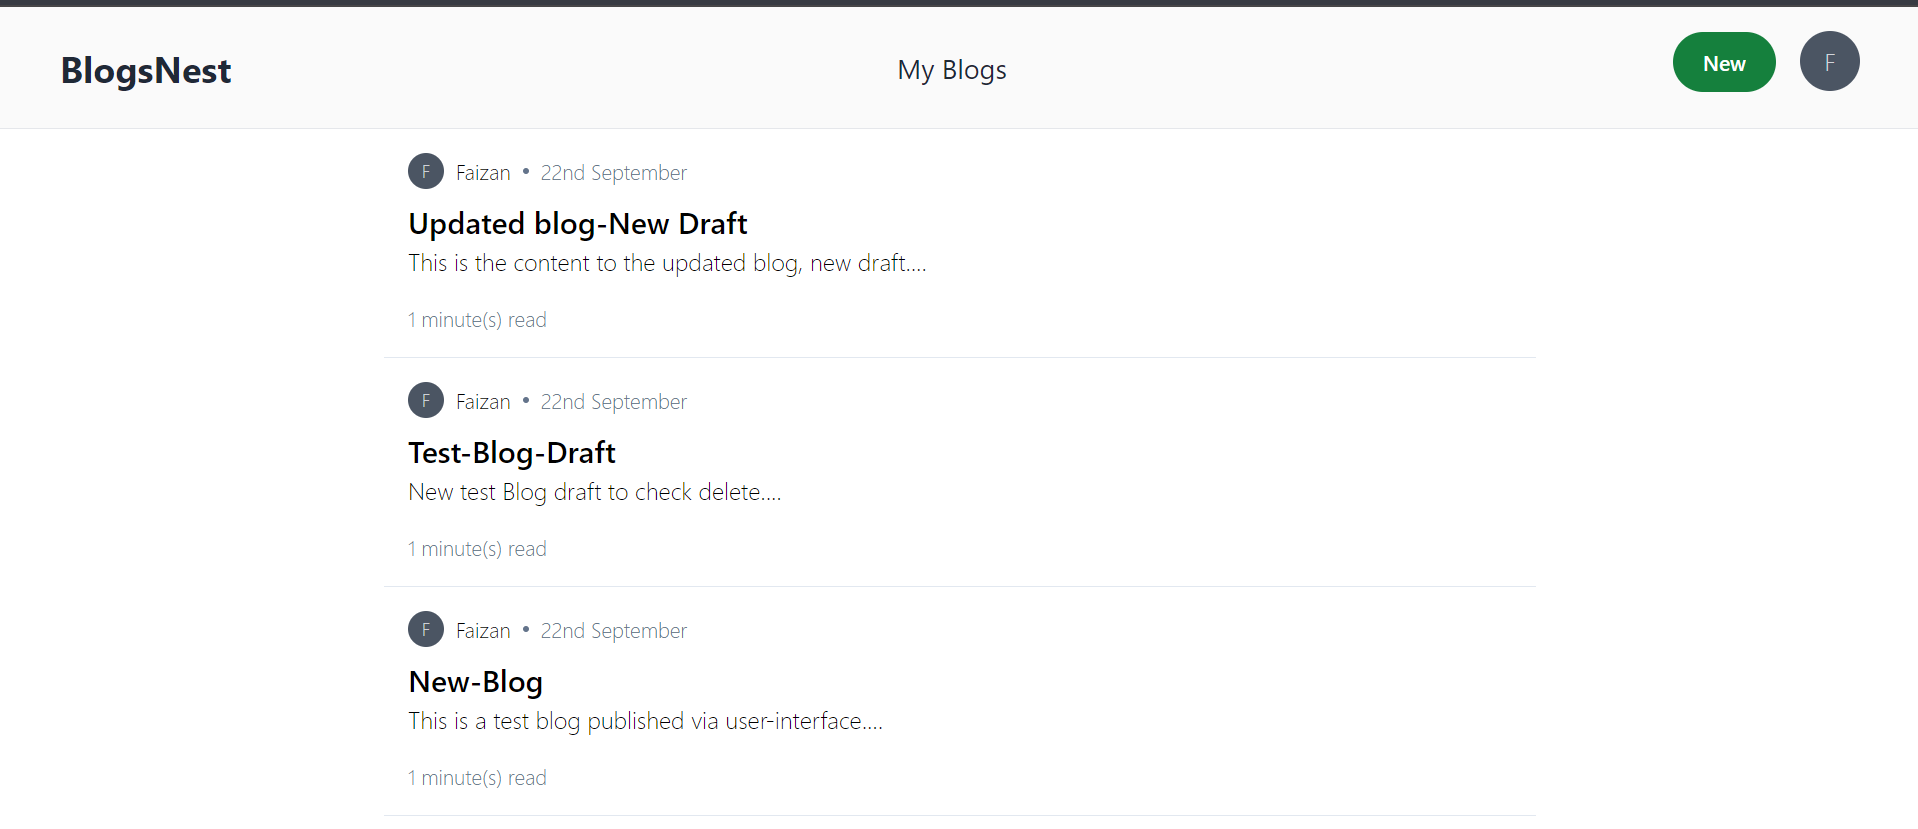 BlogsNest
My Blogs
New
F
F Faizan • 22nd September
Updated blog-New Draft
This is the content to the updated blog, new draft....
1 minute(s) read
F Faizan • 22nd September
Test-Blog-Draft
New test Blog draft to check delete....
1 minute(s) read
F Faizan • 22nd September
New-Blog
This is a test blog published via user-interface....
1 minute(s) read